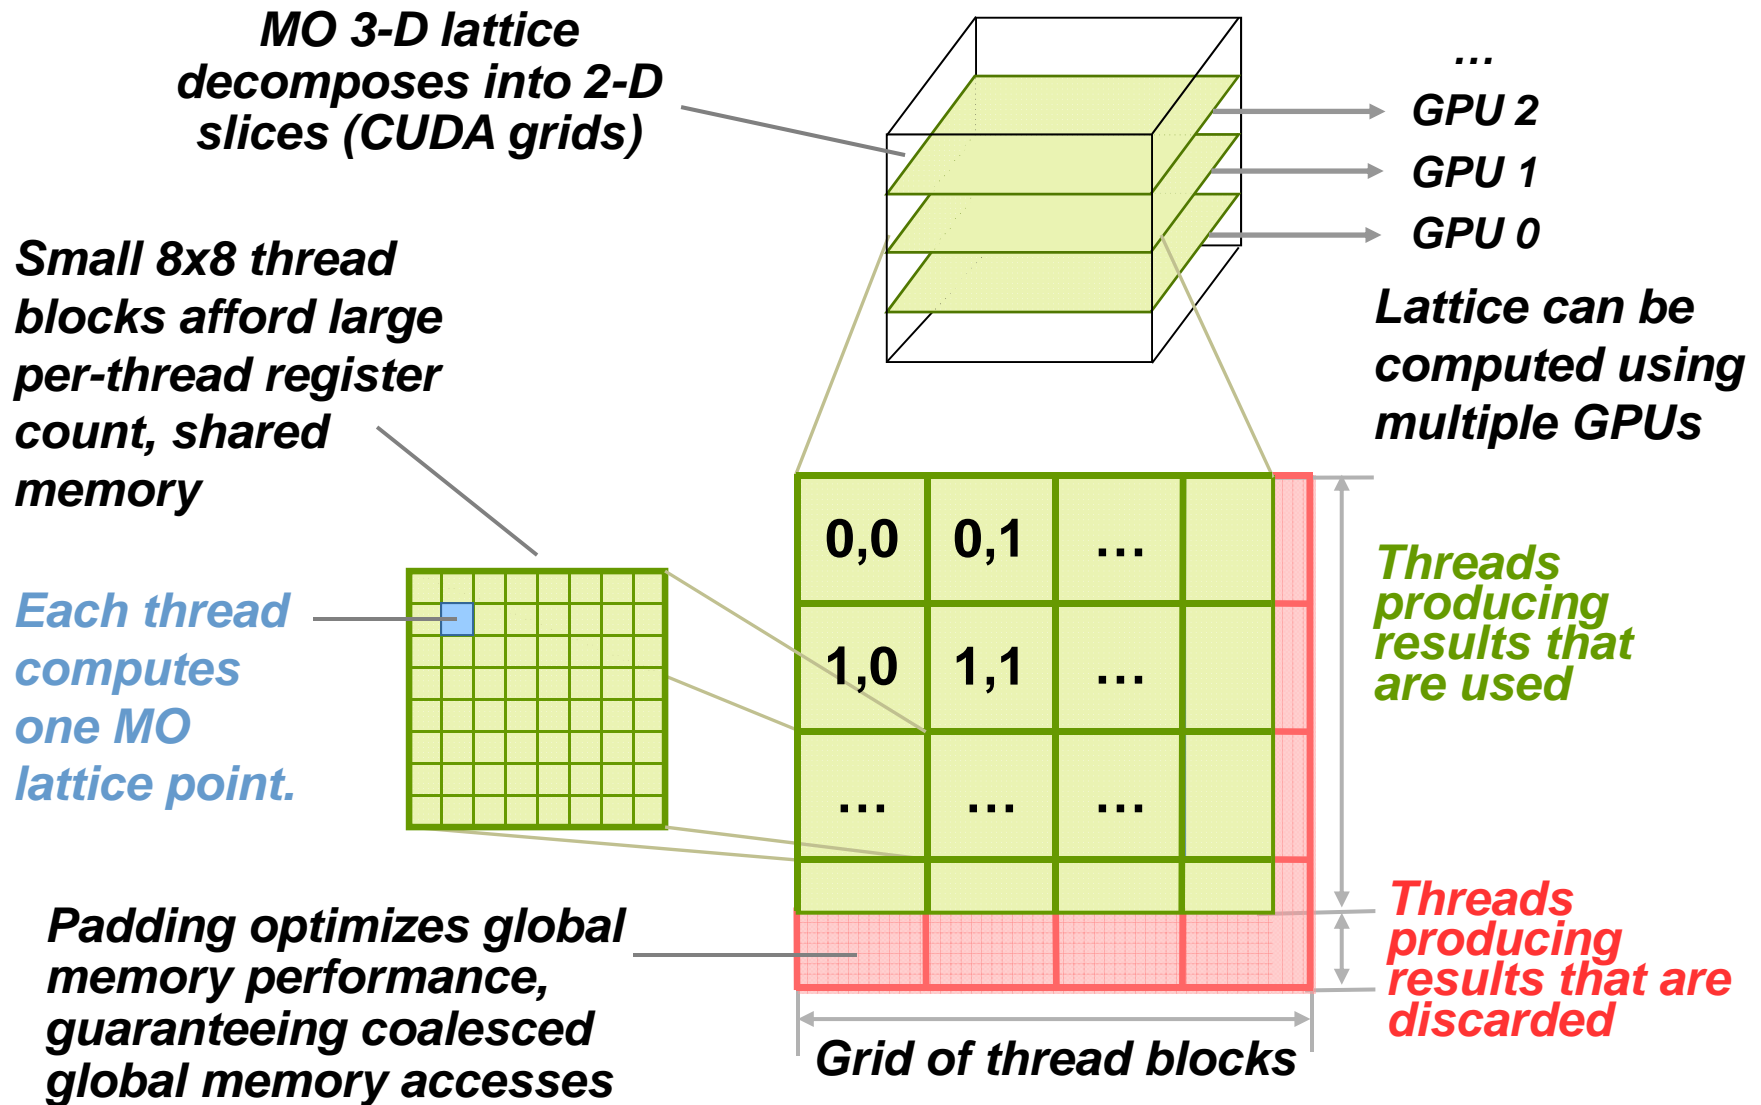 MO 3-D lattice
decomposes into 2-D
slices (CUDA grids)
…
GPU 2
GPU 1
GPU 0
Small 8x8 thread
blocks afford large
per-thread register
count, shared
memory
Lattice can be
computed using
multiple GPUs
0,0 0,1 …
1,0 1,1 …
… … …
Threads
producing
results that
are used
Each thread
computes
one MO
lattice point.
Padding optimizes global
memory performance,
guaranteeing coalesced
global memory accesses
Threads
producing
results that are
discarded
Grid of thread blocks